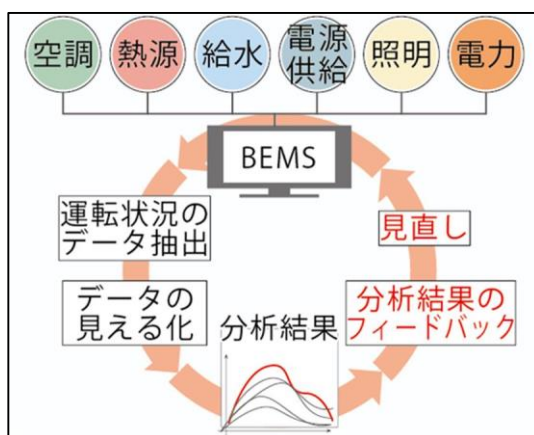 空調
熱源
給水
電源
供給
照明
電力
BEMS
運転状況の
データ抽出
データの
見える化
分析結果
分析結果の
フィードバック
見直し